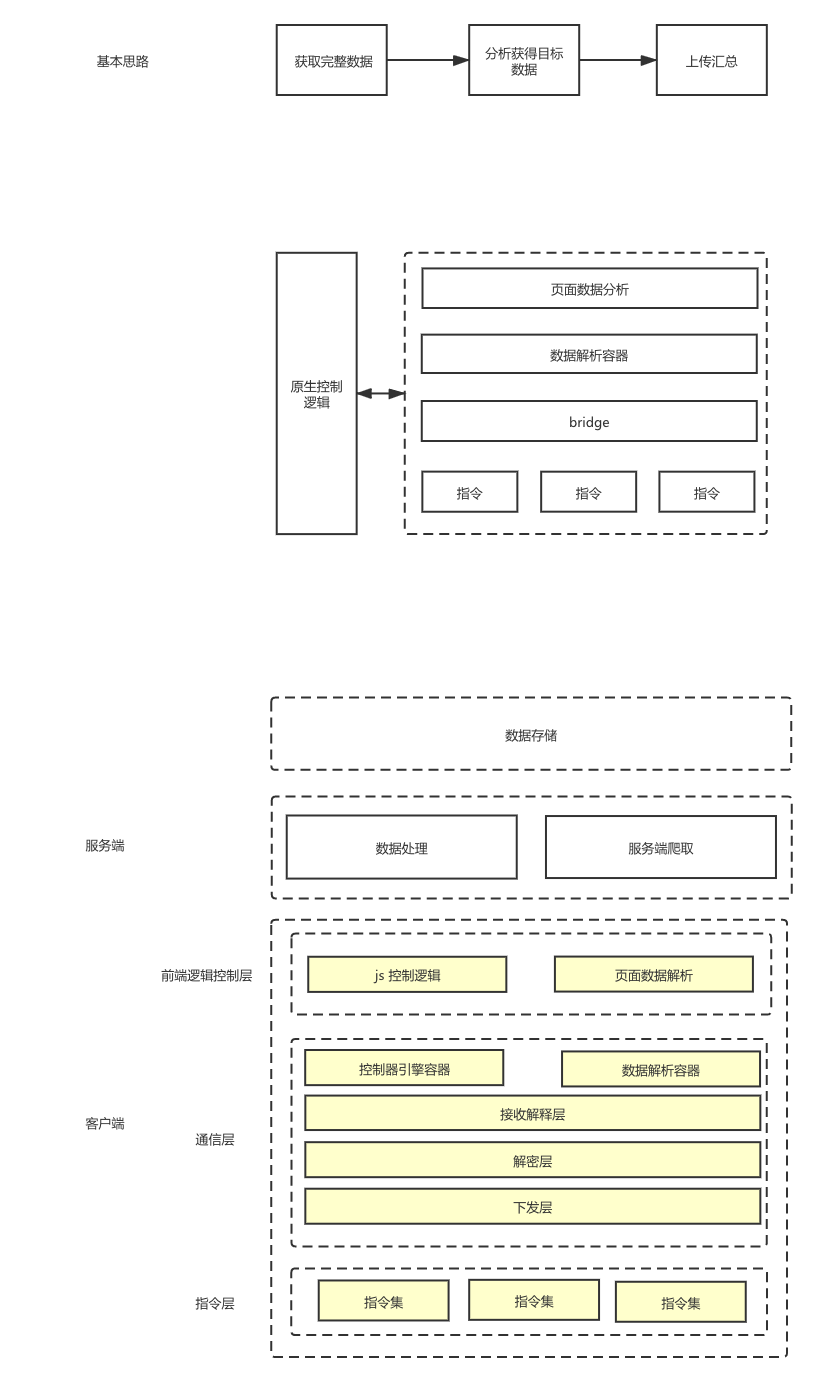 基本思路
获取完整数据
分析获得目标
数据
上传汇总
原生控制
逻辑
页面数据分析
数据解析容器
bridge
指令
指令
指令
数据存储
服务端
数据处理
服务端爬取
前端逻辑控制层
js 控制逻辑
页面数据解析
客户端
通信层
控制器引擎容器
数据解析容器
接收解释层
解密层
下发层
指令层
指令集
指令集
指令集